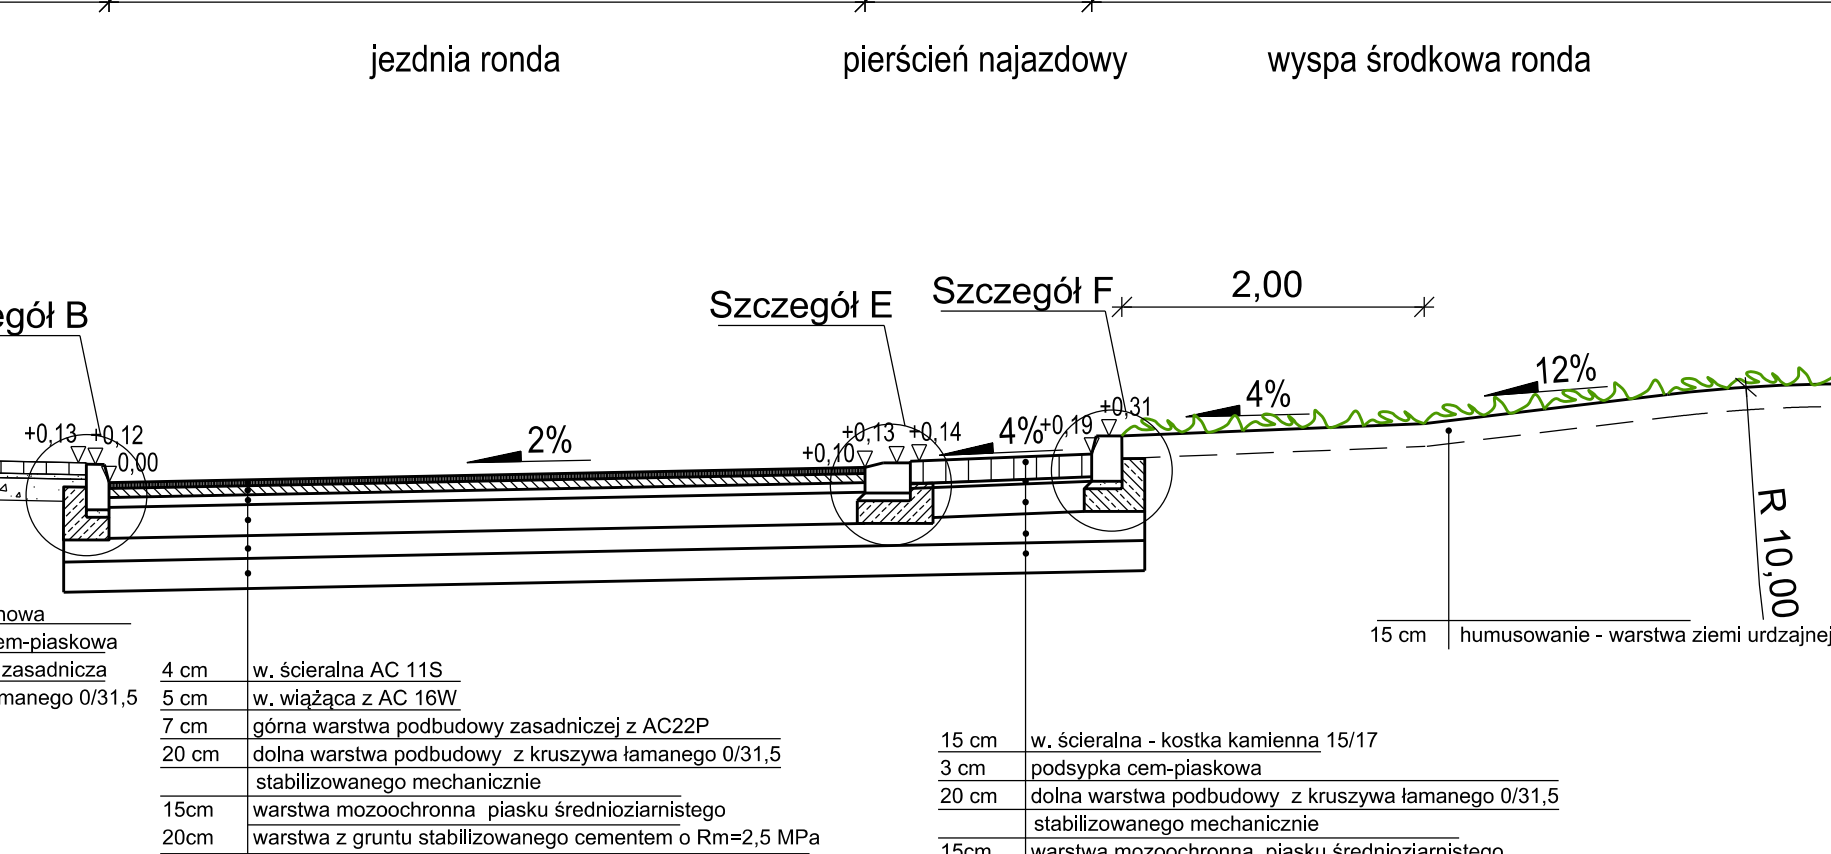 jezdnia ronda
pierścień najazdowy
wyspa środkowa ronda
egół B
Szczegół E
Szczegół F
2,00
+0,13
+0,12
0,00
2%
+0,10
+0,13
+0,14
4%
+0,19
+0,31
4%
12%
R 10,00
nowa
em-piaskowa
zasadnicza
manego 0/31,5
4 cm w. ścieralna AC 11S
5 cm w. wiążąca z AC 16W
7 cm górna warstwa podbudowy zasadniczej z AC22P
20 cm dolna warstwa podbudowy z kruszywa łamanego 0/31,5
stabilizowanego mechanicznie
15cm warstwa mozoochronna piasku średnioziarnistego
20cm warstwa z gruntu stabilizowanego cementem o Rm=2,5 MPa
15 cm w. ścieralna - kostka kamienna 15/17
3 cm podsypka cem-piaskowa
20 cm dolna warstwa podbudowy z kruszywa łamanego 0/31,5
stabilizowanego mechanicznie
15cm warstwa mozoochronna piasku średnioziarnistego
15 cm humusowanie - warstwa ziemi urdzajnej